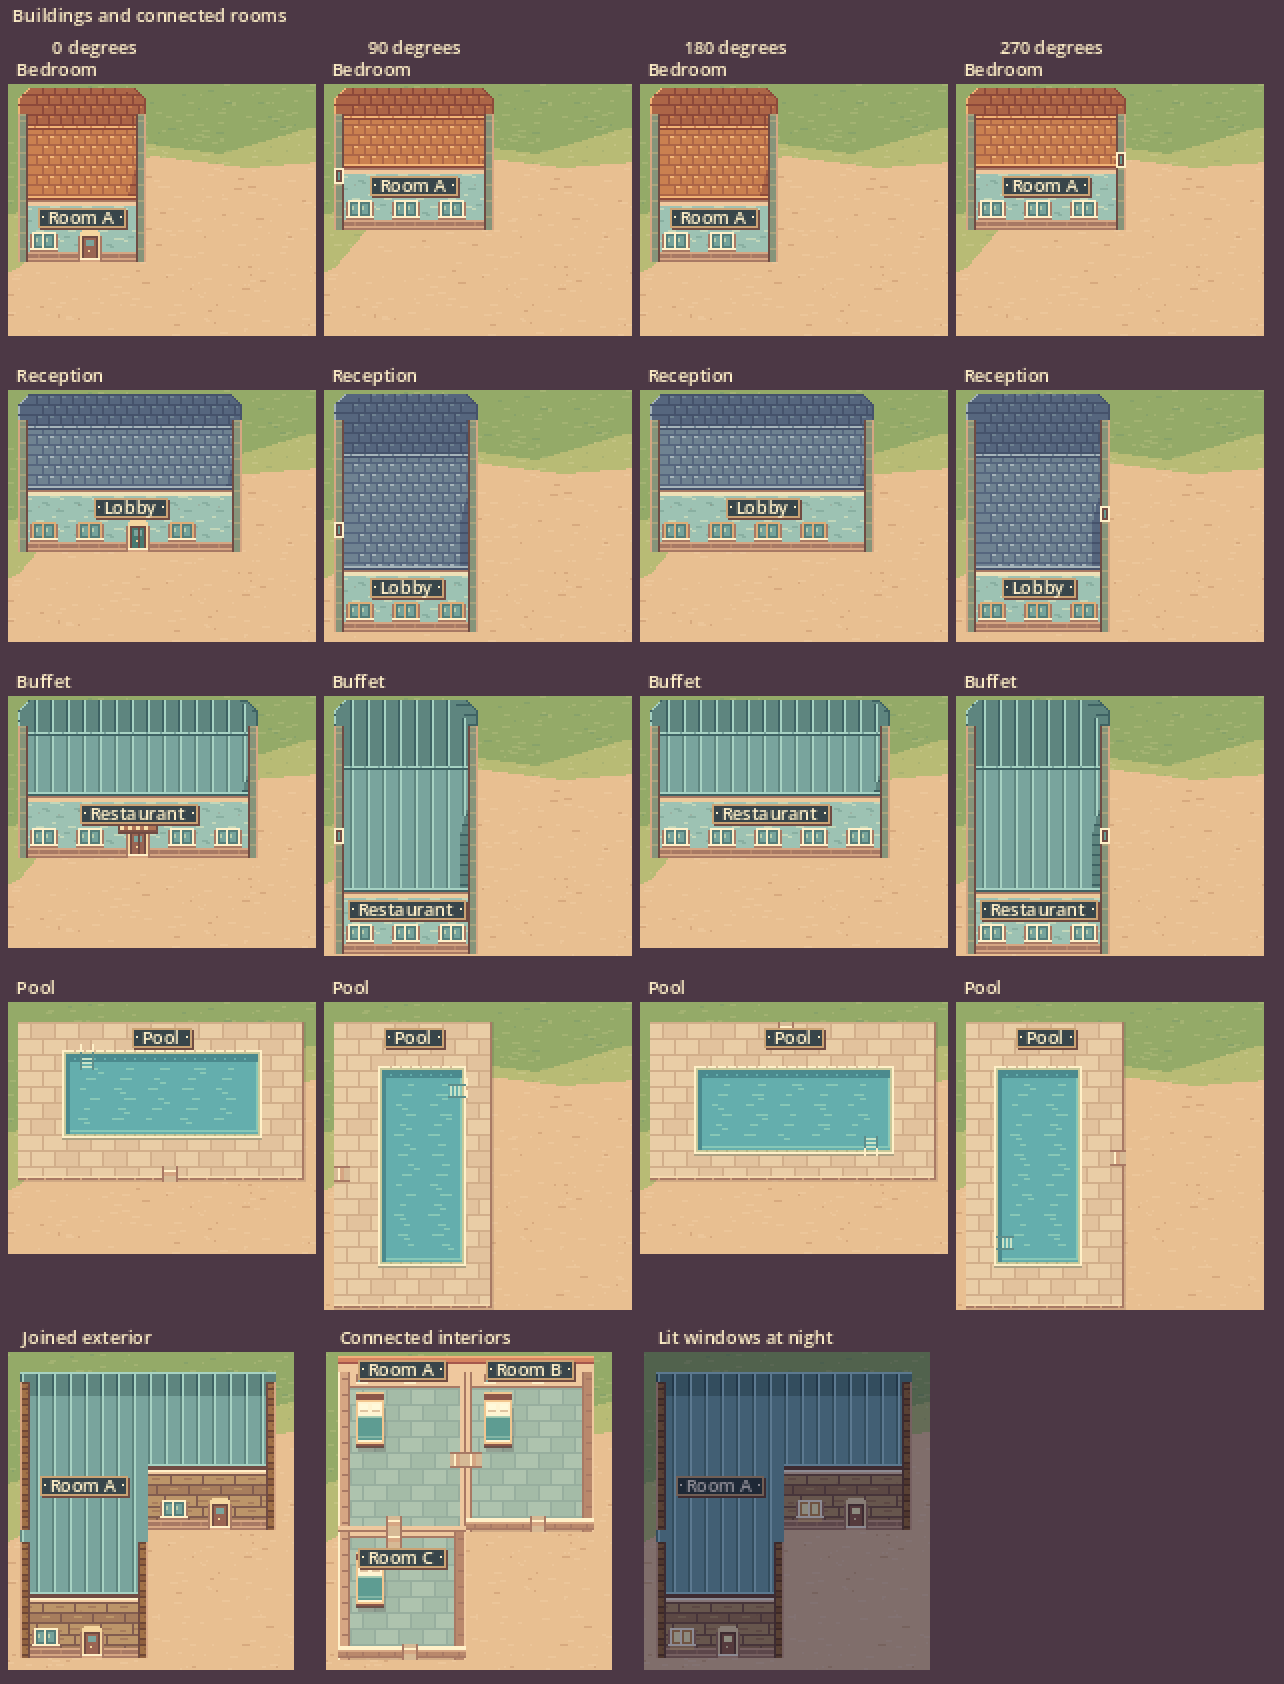 Buildings and connected rooms
0 degrees
90 degrees
180 degrees
270 degrees
Bedroom
Bedroom
Bedroom
Bedroom
Room A
Room A
Room A
Room A
Reception
Reception
Reception
Reception
Lobby
Lobby
Lobby
Lobby
Buffet
Buffet
Buffet
Buffet
Restaurant
Restaurant
Restaurant
Restaurant
Pool
Pool
Pool
Pool
Pool
Pool
Pool
Pool
Joined exterior
Connected interiors
Lit windows at night
Room A
Room B
Room A
Room A
Room C